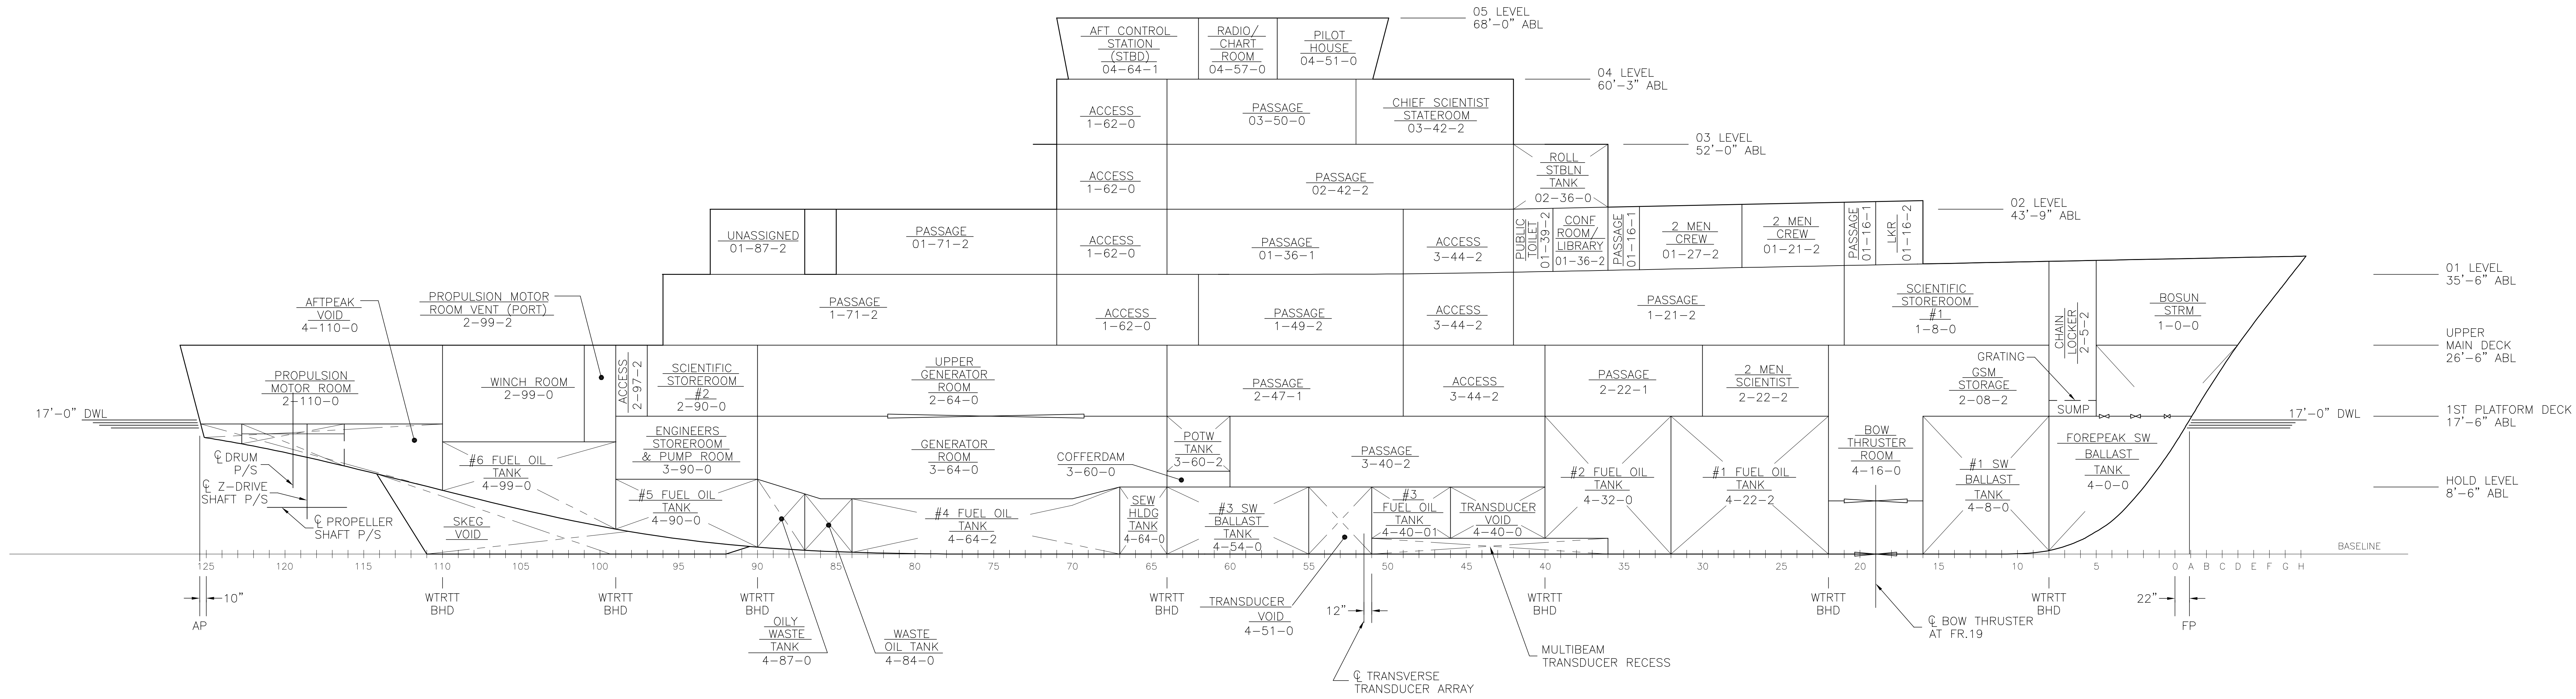 05 LEVEL
68'-0" ABL
AFT CONTROL
STATION
(STBD)
04-64-1
RADIO/
CHART
ROOM
04-57-0
PILOT
HOUSE
04-51-0
04 LEVEL
60'-3" ABL
ACCESS
1-62-0
PASSAGE
03-50-0
CHIEF SCIENTIST
STATEROOM
03-42-2
03 LEVEL
52'-0" ABL
ACCESS
1-62-0
PASSAGE
02-42-2
ROLL
STBLN
TANK
02-36-0
02 LEVEL
43'-9" ABL
UNASSIGNED
01-87-2
PASSAGE
01-71-2
ACCESS
1-62-0
PASSAGE
01-36-1
ACCESS
3-44-2
PUBLIC
TOILET
01-39-2
CONF
ROOM/
LIBRARY
01-36-2
PASSAGE
01-16-1
2 MEN
CREW
01-27-2
2 MEN
CREW
01-21-2
PASSAGE
01-16-1
LKR
01-16-2
01 LEVEL
35'-6" ABL
AFTPEAK
VOID
4-110-0
PROPULSION MOTOR
ROOM VENT (PORT)
2-99-2
PASSAGE
1-71-2
ACCESS
1-62-0
PASSAGE
1-49-2
ACCESS
3-44-2
PASSAGE
1-21-2
SCIENTIFIC
STOREROOM
#1
1-8-0
CHAIN
LOCKER
2-5-2
BOSUN
STRM
1-0-0
UPPER
MAIN DECK
26'-6" ABL
PROPULSION
MOTOR ROOM
2-110-0
WINCH ROOM
2-99-0
ACCESS
2-97-2
SCIENTIFIC
STOREROOM
#2
2-90-0
UPPER
GENERATOR
ROOM
2-64-0
PASSAGE
2-47-1
ACCESS
3-44-2
PASSAGE
2-22-1
2 MEN
SCIENTIST
2-22-2
GSM
STORAGE
2-08-2
GRATING
SUMP
17'-0" DWL
17'-0" DWL
1ST PLATFORM DECK
17'-6" ABL
℄ DRUM
P/S
℄ Z-DRIVE
SHAFT P/S
℄ PROPELLER
SHAFT P/S
#6 FUEL OIL
TANK
4-99-0
ENGINEERS
STOREROOM
& PUMP ROOM
3-90-0
GENERATOR
ROOM
3-64-0
COFFERDAM
3-60-0
POTW
TANK
3-60-2
PASSAGE
3-40-2
#2 FUEL OIL
TANK
4-32-0
#1 FUEL OIL
TANK
4-22-2
BOW
THRUSTER
ROOM
4-16-0
#1 SW
BALLAST
TANK
4-8-0
FOREPEAK SW
BALLAST
TANK
4-0-0
HOLD LEVEL
8'-6" ABL
SKEG
VOID
#5 FUEL OIL
TANK
4-90-0
#4 FUEL OIL
TANK
4-64-2
SEW
HLDG
TANK
4-64-0
#3 SW
BALLAST
TANK
4-54-0
#3
FUEL OIL
TANK
4-40-01
TRANSDUCER
VOID
4-40-0
BASELINE
125 120 115 110 105 100 95 90 85 80 75 70 65 60 55 50 45 40 35 30 25 20 15 10 5 0 A B C D E F G H
10"
AP
WTRTT
BHD
WTRTT
BHD
WTRTT
BHD
WTRTT
BHD
WTRTT
BHD
WTRTT
BHD
WTRTT
BHD
OILY
WASTE
TANK
4-87-0
WASTE
OIL TANK
4-84-0
TRANSDUCER
VOID
4-51-0
12"
℄ TRANSVERSE
TRANSDUCER ARRAY
MULTIBEAM
TRANSDUCER RECESS
℄ BOW THRUSTER
AT FR.19
22"
FP